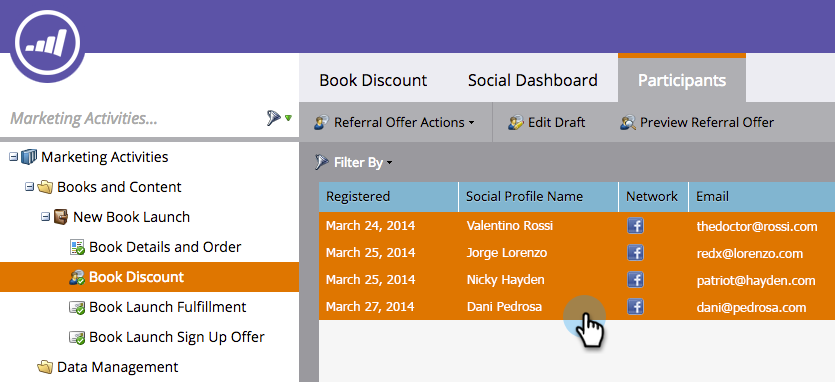 Book Discount Social Dashboard Participants
Marketing Activities...
Referral Offer Actions Edit Draft Preview Referral Offer
Marketing Activities
Books and Content
New Book Launch
Book Details and Order
Book Discount
Book Launch Fulfillment
Book Launch Sign Up Offer
Data Management
Filter By
Registered Social Profile Name Network Email
March 24, 2014 Valentino Rossi thedoctor@rossi.com
March 25, 2014 Jorge Lorenzo redx@lorenzo.com
March 25, 2014 Nicky Hayden patriot@hayden.com
March 27, 2014 Dani Pedrosa dani@pedrosa.com